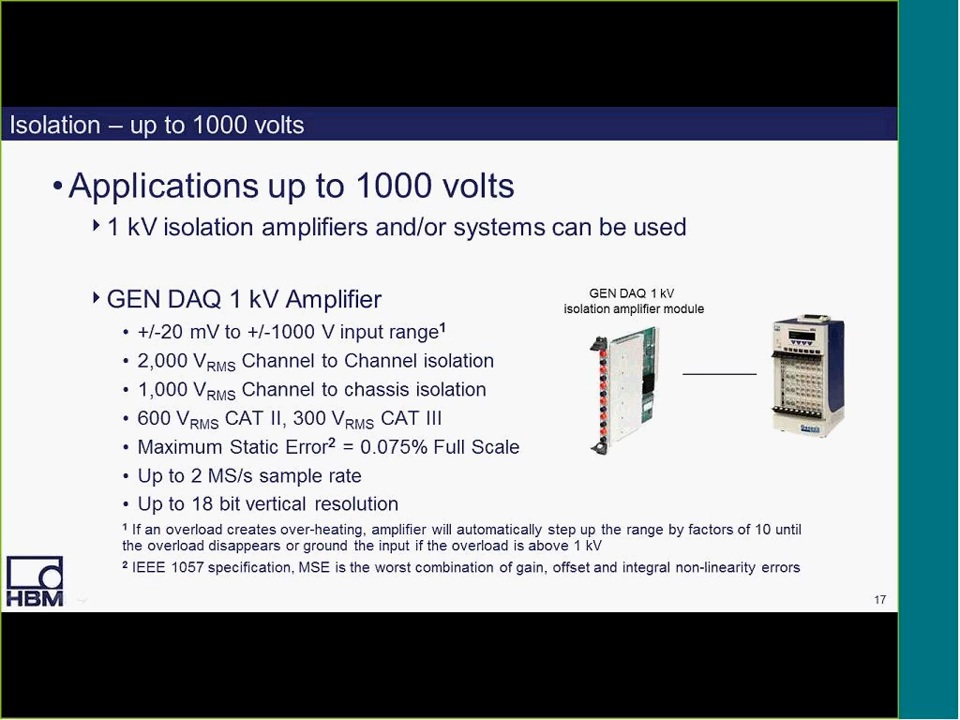 Isolation – up to 1000 volts
•Applications up to 1000 volts
‣1 kV isolation amplifiers and/or systems can be used
‣GEN DAQ 1 kV Amplifier
GEN DAQ 1 kV
isolation amplifier module
• +/-20 mV to +/-1000 V input range¹
• 2,000 VRMS Channel to Channel isolation
• 1,000 VRMS Channel to chassis isolation
• 600 VRMS CAT II, 300 VRMS CAT III
• Maximum Static Error² = 0.075% Full Scale
• Up to 2 MS/s sample rate
• Up to 18 bit vertical resolution
¹ If an overload creates over-heating, amplifier will automatically step up the range by factors of 10 until
the overload disappears or ground the input if the overload is above 1 kV
² IEEE 1057 specification, MSE is the worst combination of gain, offset and integral non-linearity errors
HBM
17